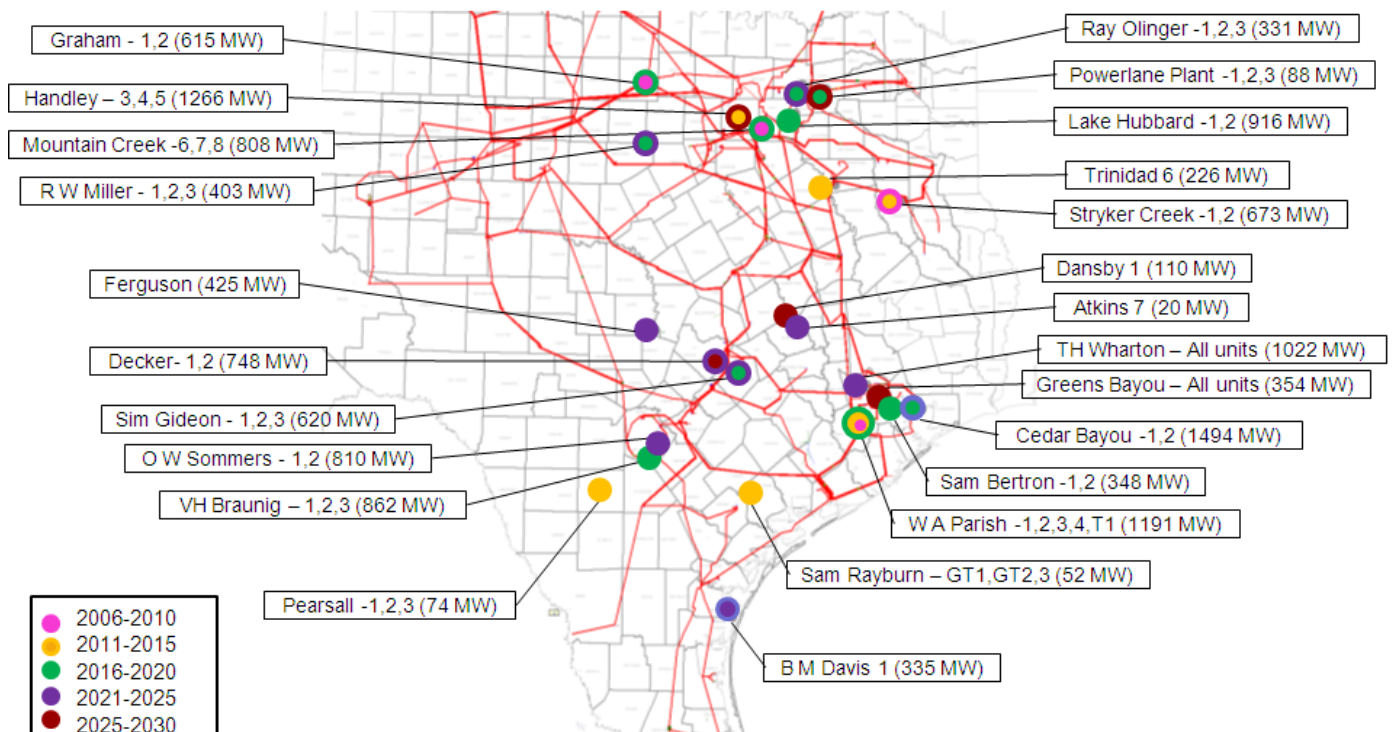 Graham - 1,2 (615 MW)
Handley – 3,4,5 (1266 MW)
Mountain Creek -6,7,8 (808 MW)
R W Miller - 1,2,3 (403 MW)
Ferguson (425 MW)
Decker- 1,2 (748 MW)
Sim Gideon - 1,2,3 (620 MW)
O W Sommers - 1,2 (810 MW)
VH Braunig – 1,2,3 (862 MW)
Pearsall -1,2,3 (74 MW)
Ray Olinger -1,2,3 (331 MW)
Powerlane Plant -1,2,3 (88 MW)
Lake Hubbard -1,2 (916 MW)
Trinidad 6 (226 MW)
Stryker Creek -1,2 (673 MW)
Dansby 1 (110 MW)
Atkins 7 (20 MW)
TH Wharton – All units (1022 MW)
Greens Bayou – All units (354 MW)
Cedar Bayou -1,2 (1494 MW)
Sam Bertron -1,2 (348 MW)
W A Parish -1,2,3,4,T1 (1191 MW)
Sam Rayburn – GT1,GT2,3 (52 MW)
B M Davis 1 (335 MW)
2006-2010
2011-2015
2016-2020
2021-2025
2025-2030